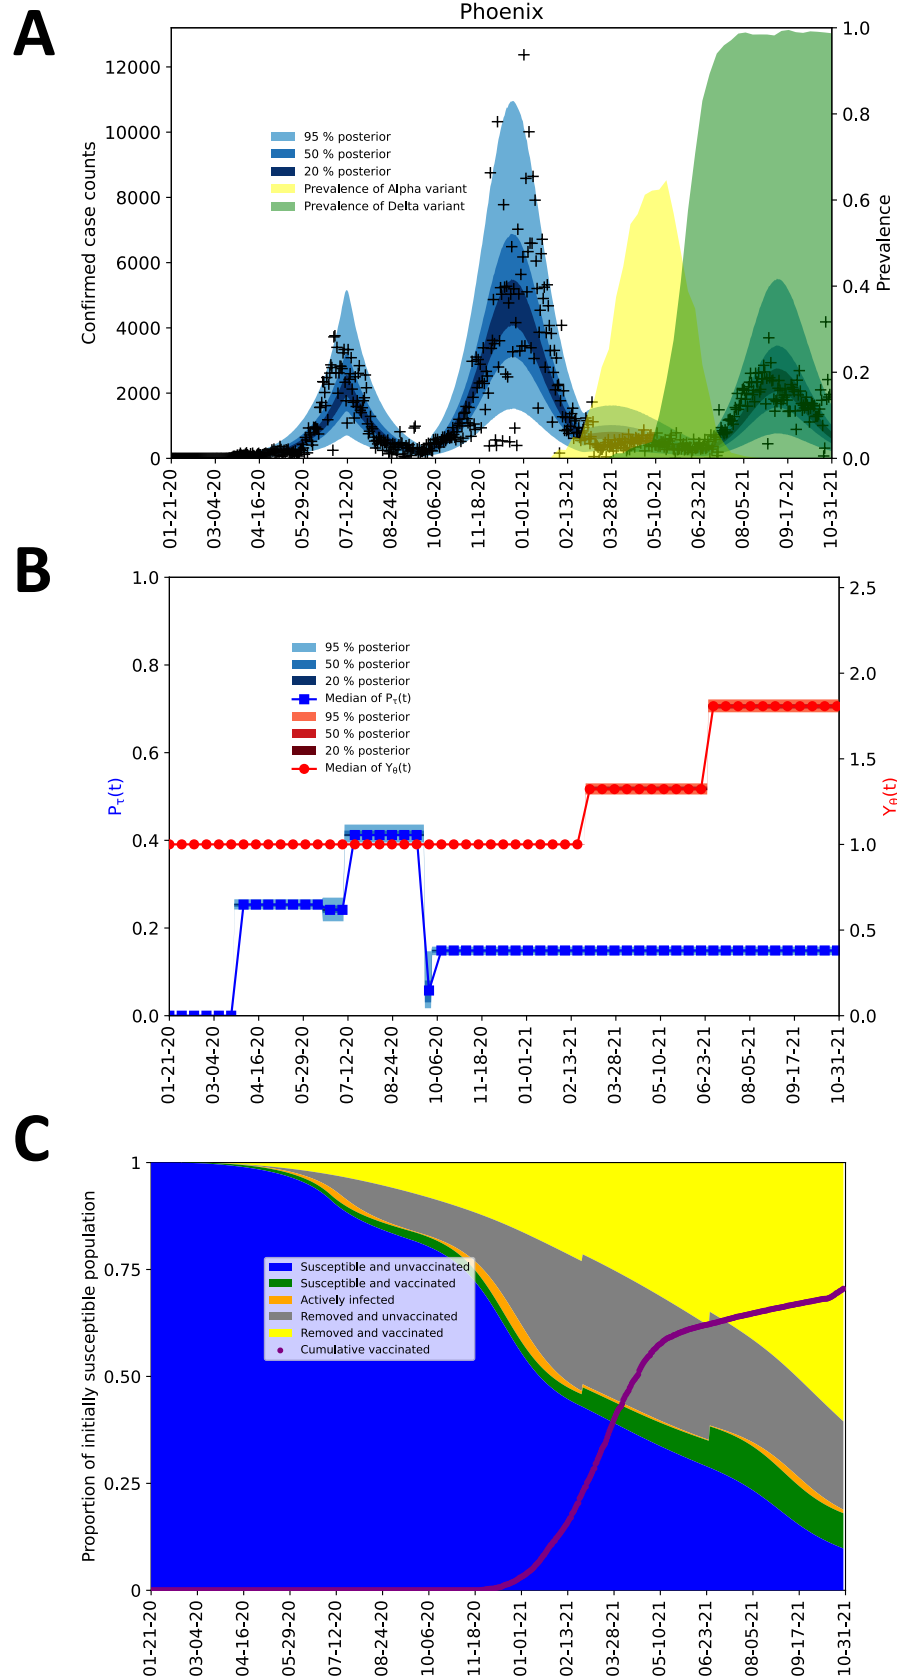 A
Phoenix
Confirmed case counts
12000
10000
8000
6000
4000
2000
0
95 % posterior
50 % posterior
20 % posterior
Prevalence of Alpha variant
Prevalence of Delta variant
1.0
0.8
0.6
0.4
0.2
0.0
Prevalence
01-21-20
03-04-20
04-16-20
05-29-20
07-12-20
08-24-20
10-06-20
11-18-20
01-01-21
02-13-21
03-28-21
05-10-21
06-23-21
08-05-21
09-17-21
10-31-21
B
Pτ(t)
1.0
0.8
0.6
0.4
0.2
0.0
95 % posterior
50 % posterior
20 % posterior
Median of Pτ(t)
95 % posterior
50 % posterior
20 % posterior
Median of Yθ(t)
2.5
2.0
1.5
1.0
0.5
0.0
Yθ(t)
01-21-20
03-04-20
04-16-20
05-29-20
07-12-20
08-24-20
10-06-20
11-18-20
01-01-21
02-13-21
03-28-21
05-10-21
06-23-21
08-05-21
09-17-21
10-31-21
C
Proportion of initially susceptible population
1
0.75
0.50
0.25
0
Susceptible and unvaccinated
Susceptible and vaccinated
Actively infected
Removed and unvaccinated
Removed and vaccinated
Cumulative vaccinated
01-21-20
03-04-20
04-16-20
05-29-20
07-12-20
08-24-20
10-06-20
11-18-20
01-01-21
02-13-21
03-28-21
05-10-21
06-23-21
08-05-21
09-17-21
10-31-21